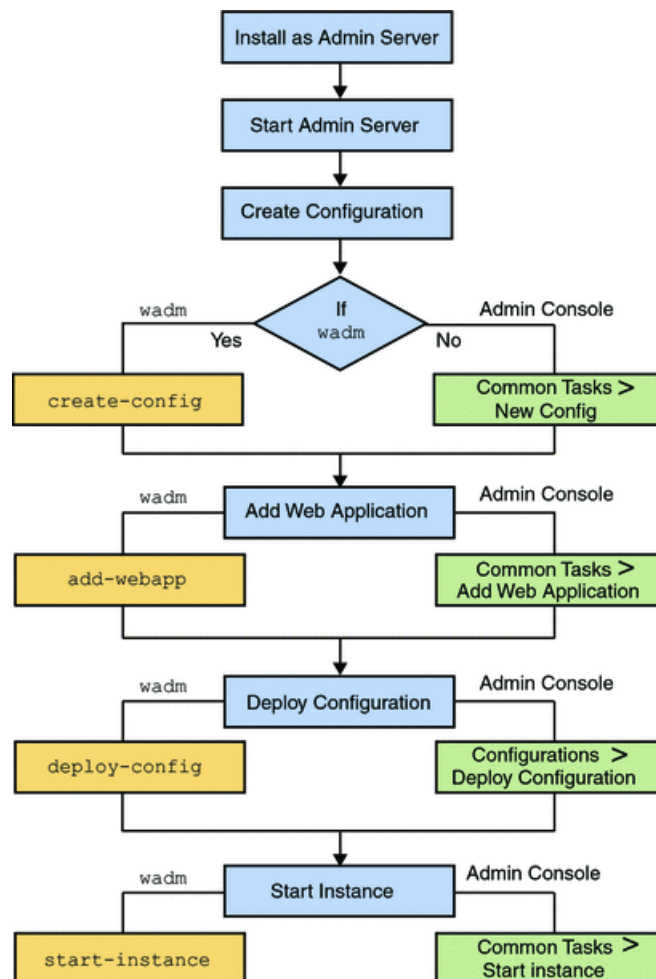 Install as Admin Server
Start Admin Server
Create Configuration
If
wadm
wadm
Admin Console
Yes
No
create-config
Common Tasks >
New Config
wadm
Add Web Application
Admin Console
add-webapp
Common Tasks >
Add Web Application
wadm
Deploy Configuration
Admin Console
deploy-config
Configurations >
Deploy Configuration
wadm
Start Instance
Admin Console
start-instance
Common Tasks >
Start instance